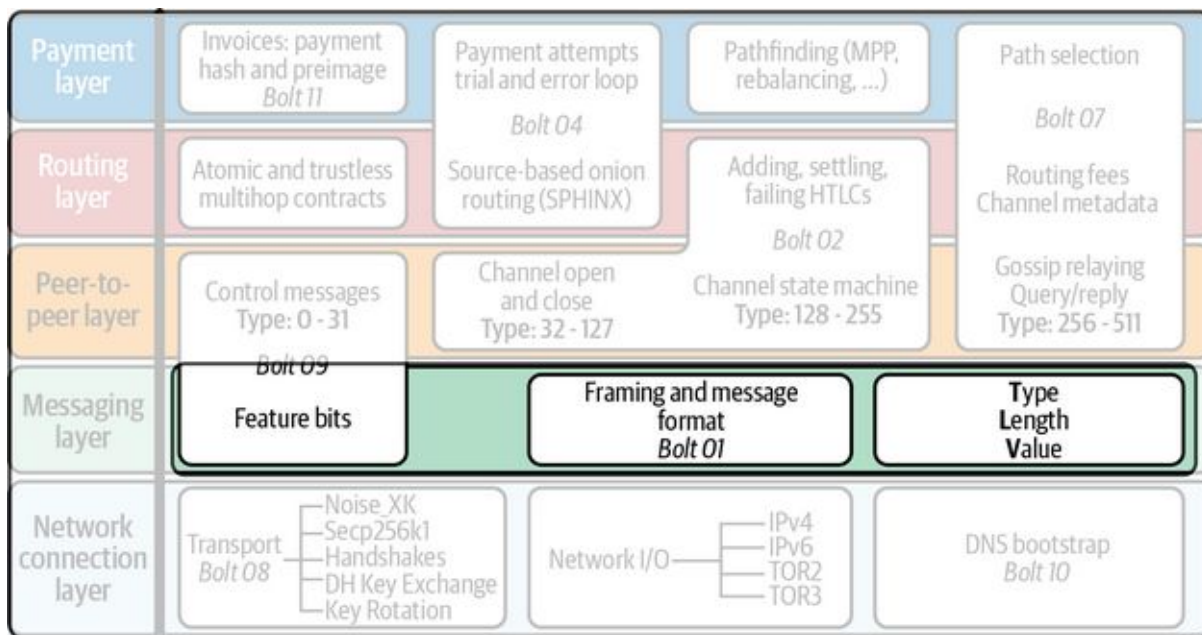 Payment
layer
Invoices: payment
hash and preimage
Bolt 11
Payment attempts
trial and error loop
Bolt 04
Source-based onion
routing (SPHINX)
Pathfinding (MPP,
rebalancing, ...)
Path selection
Bolt 07
Routing fees
Channel metadata
Gossip relaying
Query/reply
Type: 256 - 511
Routing
layer
Atomic and trustless
multihop contracts
Adding, settling,
failing HTLCs
Bolt 02
Channel state machine
Type: 128 - 255
Peer-to-
peer layer
Control messages
Type: 0 - 31
Bolt 09
Feature bits
Channel open
and close
Type: 32 - 127
Messaging
layer
Framing and message
format
Bolt 01
Type
Length
Value
Network
connection
layer
Transport
Bolt 08
Noise_XK
Secp256k1
Handshakes
DH Key Exchange
Key Rotation
Network I/O
IPv4
IPv6
TOR2
TOR3
DNS bootstrap
Bolt 10